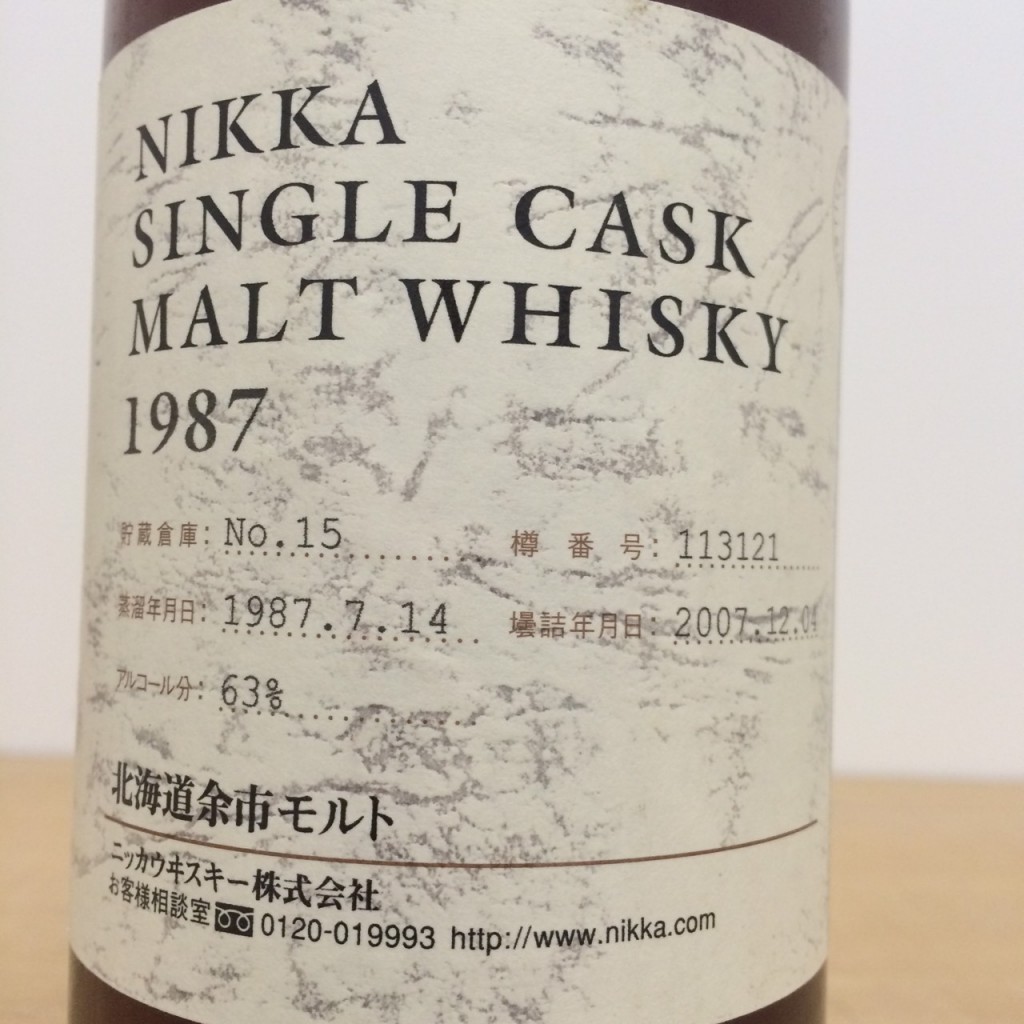 NIKKA
SINGLE CASK
MALT WHISKY
1987
貯蔵倉庫: No.15 樽番号: 113121
蒸溜年月日: 1987.7.14 壜詰年月日: 2007.12.04
アルコール分: 63%
北海道余市モルト
ニッカウヰスキー株式会社
お客様相談室 0120-019993 http://www.nikka.com